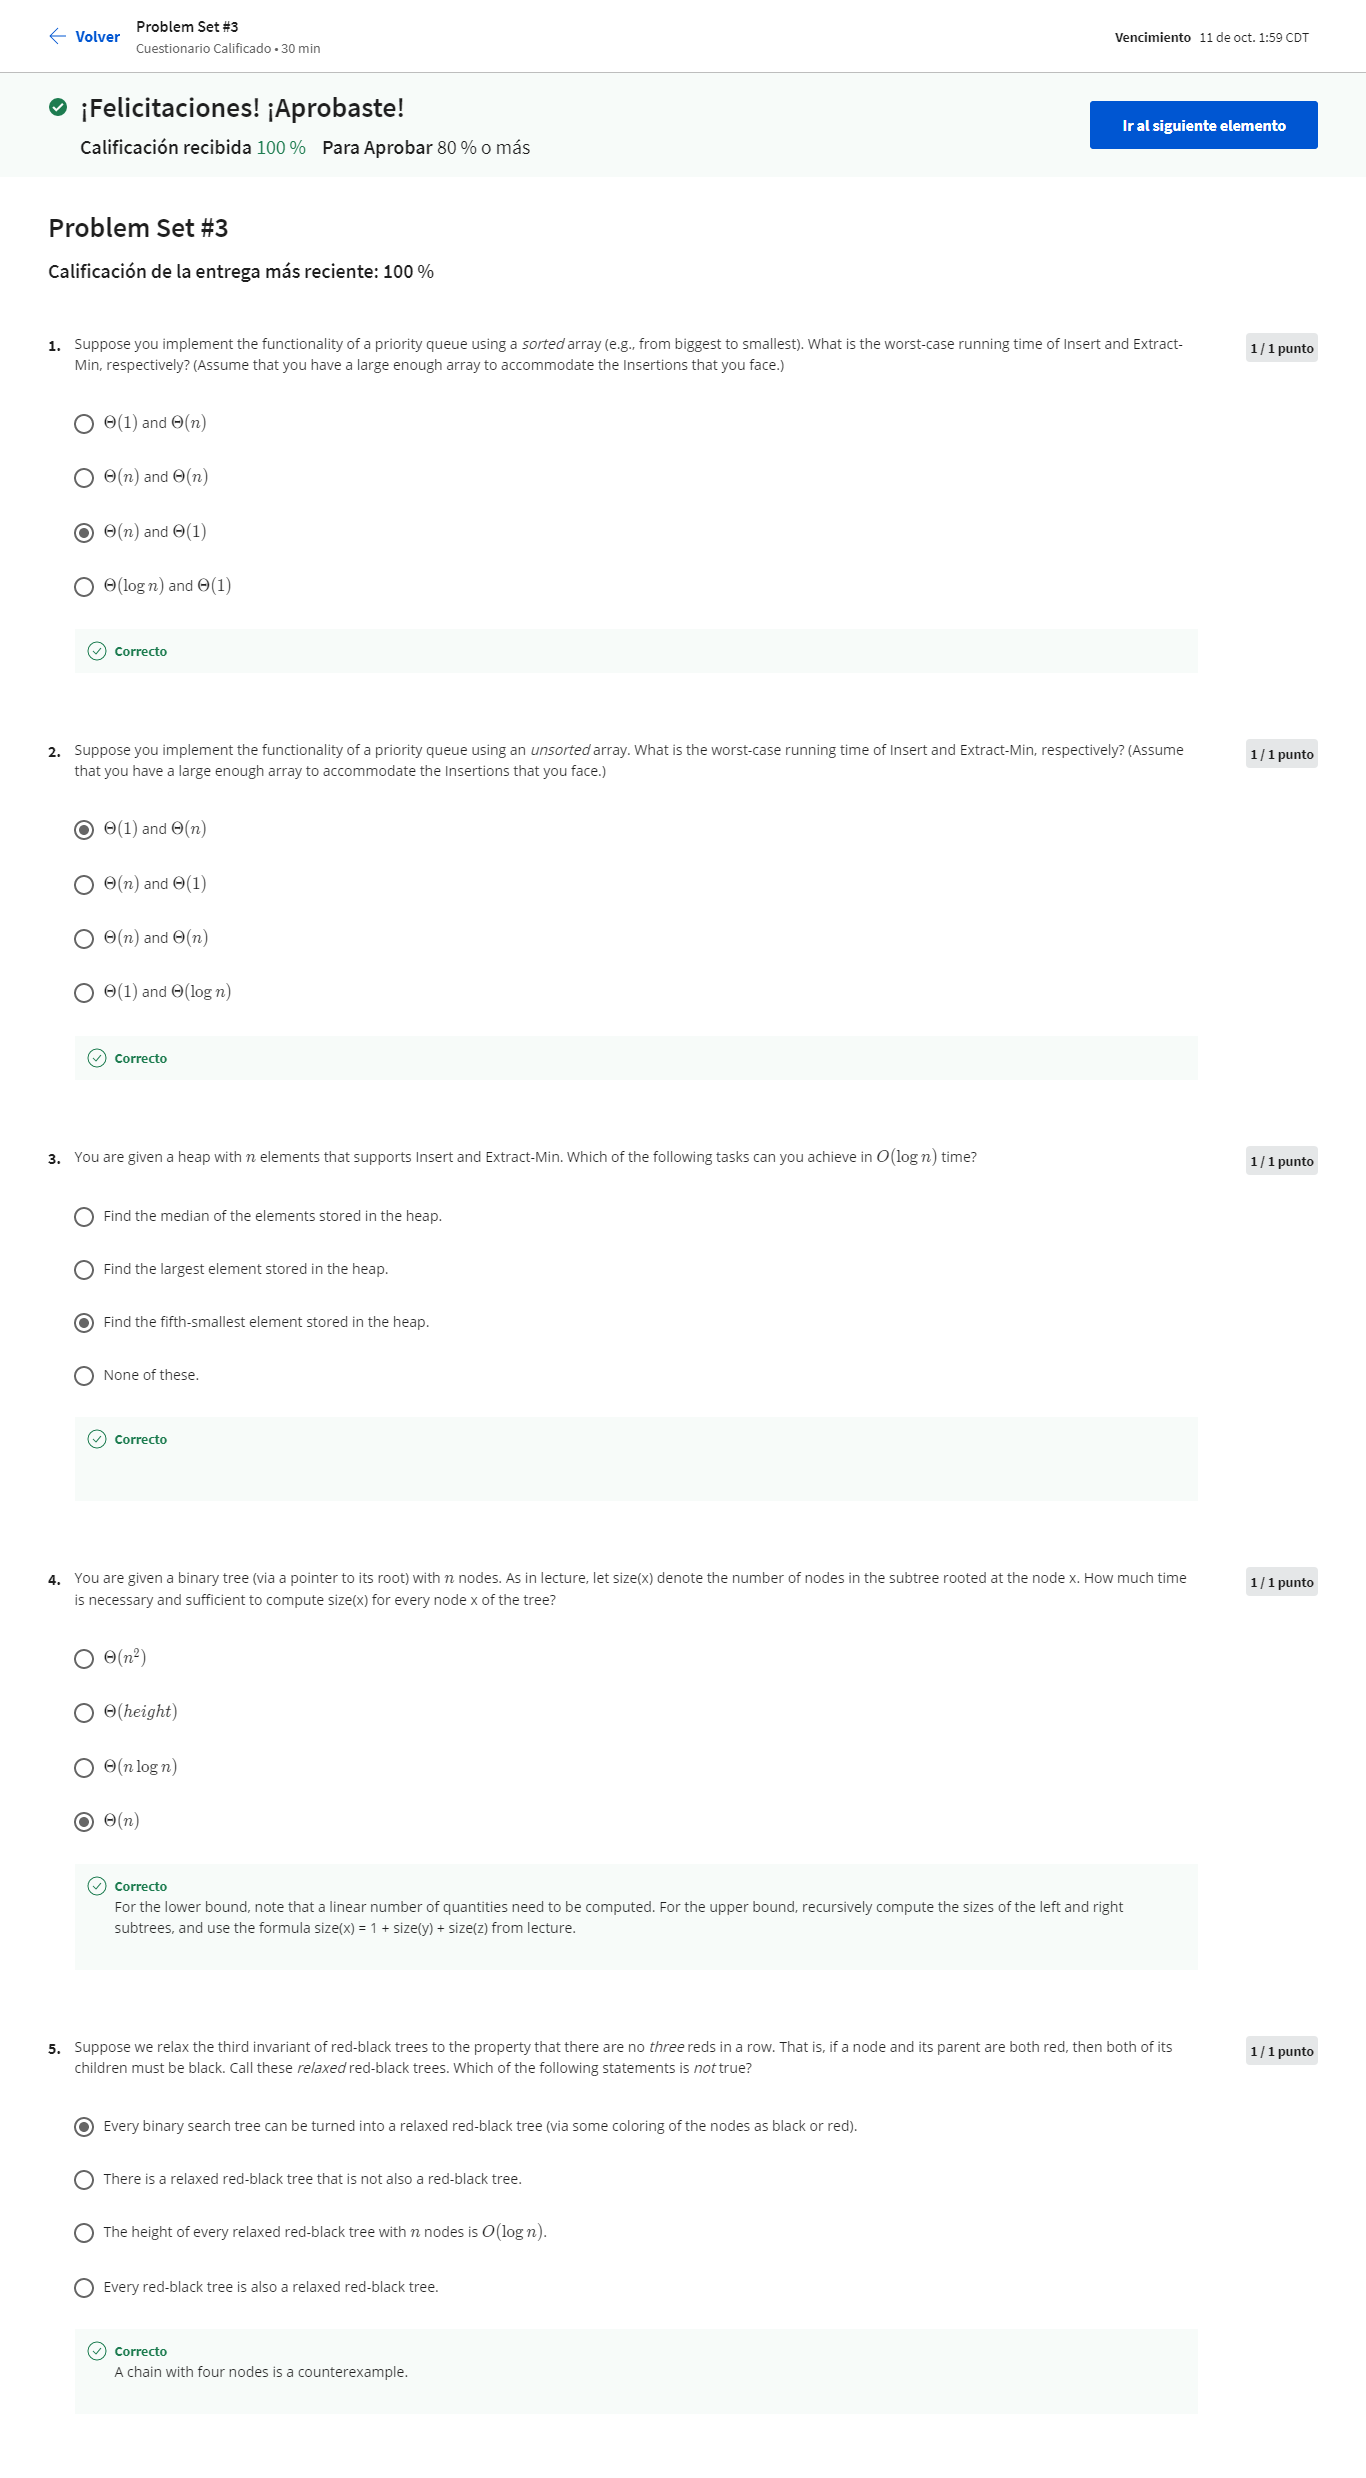 Volver
Problem Set #3
Cuestionario Calificado • 30 min
Vencimiento 11 de oct. 1:59 CDT
¡Felicitaciones! ¡Aprobaste!
Calificación recibida 100 % Para Aprobar 80 % o más
Ir al siguiente elemento
Problem Set #3
Calificación de la entrega más reciente: 100 %
1. Suppose you implement the functionality of a priority queue using a sorted array (e.g., from biggest to smallest). What is the worst-case running time of Insert and Extract-
Min, respectively? (Assume that you have a large enough array to accommodate the Insertions that you face.)
1 / 1 punto
Θ(1) and Θ(n)
Θ(n) and Θ(n)
Θ(n) and Θ(1)
Θ(log n) and Θ(1)
Correcto
2. Suppose you implement the functionality of a priority queue using an unsorted array. What is the worst-case running time of Insert and Extract-Min, respectively? (Assume
that you have a large enough array to accommodate the Insertions that you face.)
1 / 1 punto
Θ(1) and Θ(n)
Θ(n) and Θ(1)
Θ(n) and Θ(n)
Θ(1) and Θ(log n)
Correcto
3. You are given a heap with n elements that supports Insert and Extract-Min. Which of the following tasks can you achieve in O(log n) time?
1 / 1 punto
Find the median of the elements stored in the heap.
Find the largest element stored in the heap.
Find the fifth-smallest element stored in the heap.
None of these.
Correcto
4. You are given a binary tree (via a pointer to its root) with n nodes. As in lecture, let size(x) denote the number of nodes in the subtree rooted at the node x. How much time
is necessary and sufficient to compute size(x) for every node x of the tree?
1 / 1 punto
Θ(n²)
Θ(height)
Θ(n log n)
Θ(n)
Correcto
For the lower bound, note that a linear number of quantities need to be computed. For the upper bound, recursively compute the sizes of the left and right
subtrees, and use the formula size(x) = 1 + size(y) + size(z) from lecture.
5. Suppose we relax the third invariant of red-black trees to the property that there are no three reds in a row. That is, if a node and its parent are both red, then both of its
children must be black. Call these relaxed red-black trees. Which of the following statements is not true?
1 / 1 punto
Every binary search tree can be turned into a relaxed red-black tree (via some coloring of the nodes as black or red).
There is a relaxed red-black tree that is not also a red-black tree.
The height of every relaxed red-black tree with n nodes is O(log n).
Every red-black tree is also a relaxed red-black tree.
Correcto
A chain with four nodes is a counterexample.